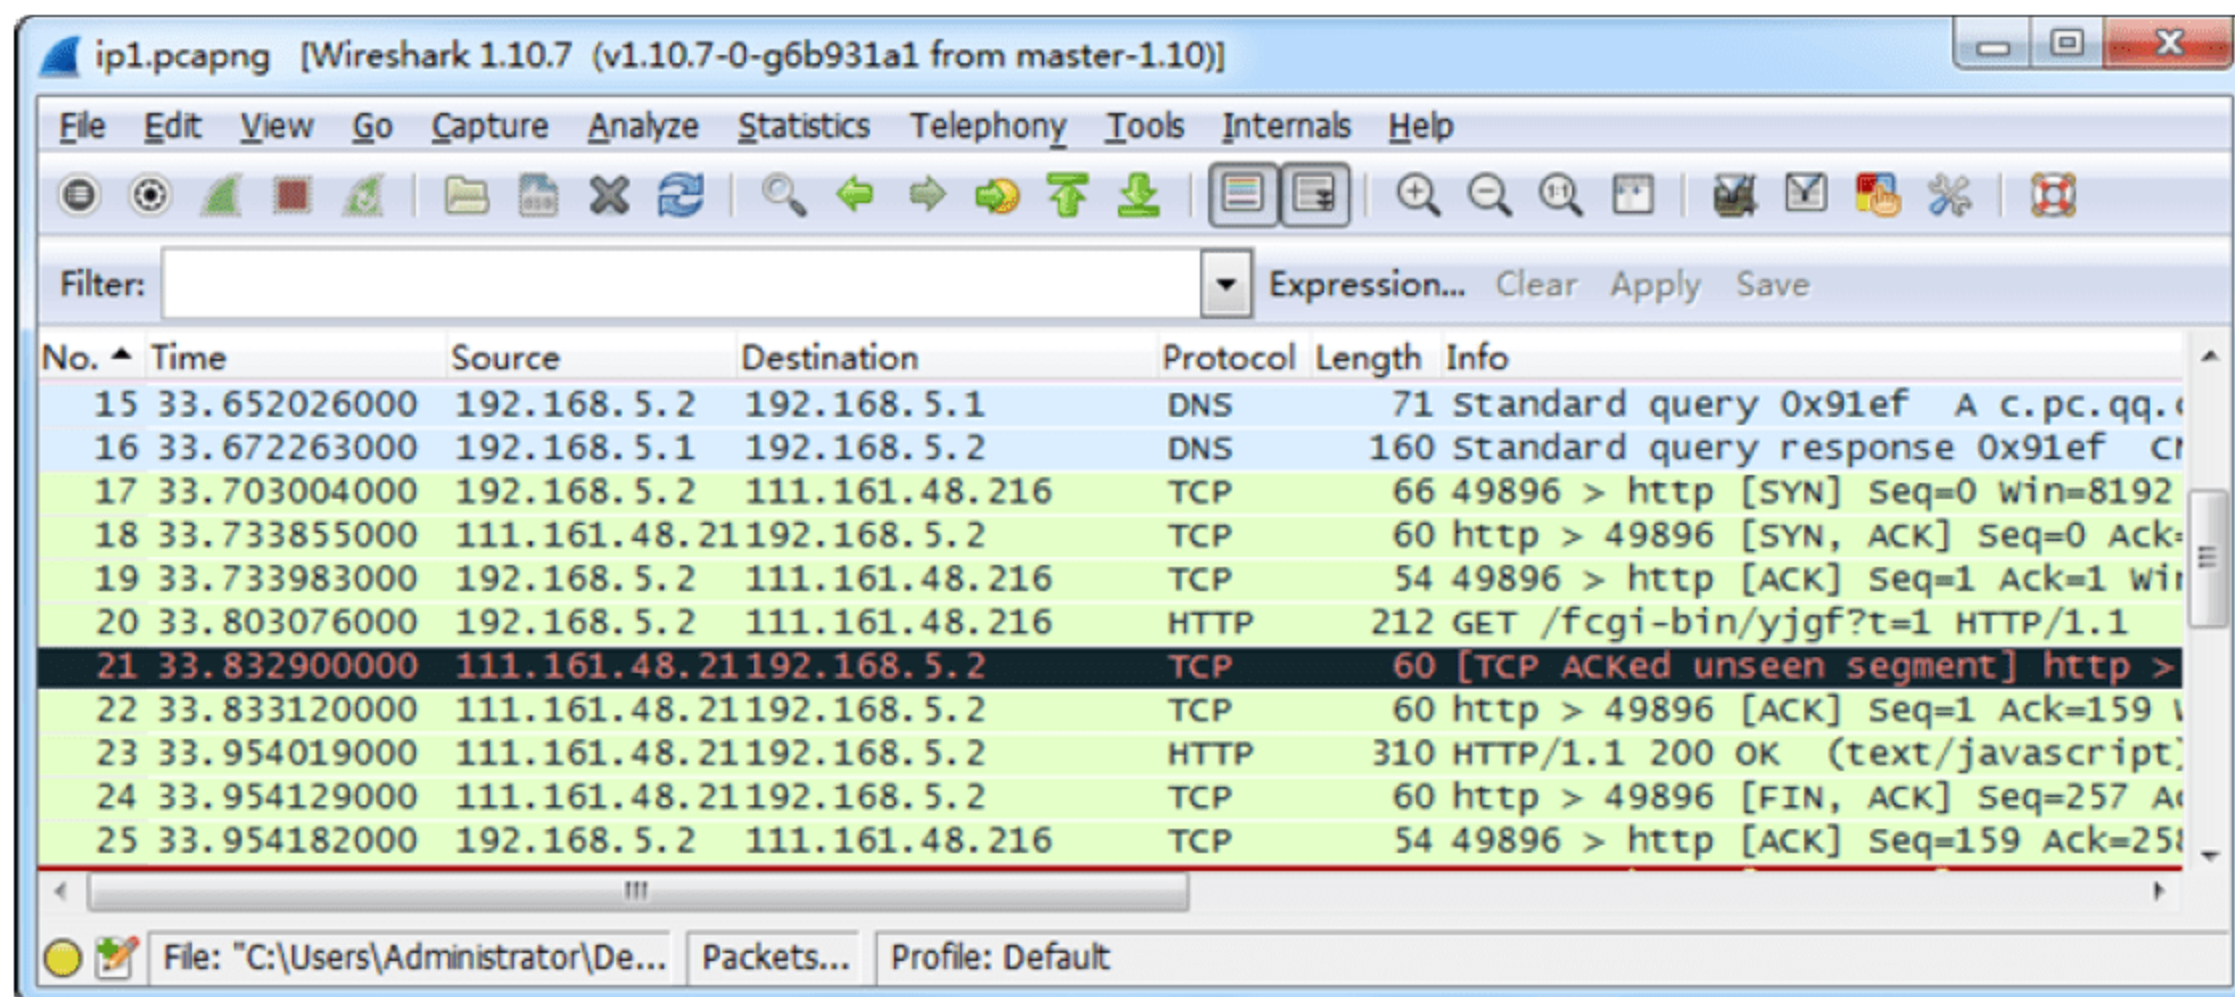 ip1.pcapng [Wireshark 1.10.7 (v1.10.7-0-g6b931a1 from master-1.10)]
File Edit View Go Capture Analyze Statistics Telephony Tools Internals Help
Filter: Expression... Clear Apply Save
No. Time Source Destination Protocol Length Info
15 33.652026000 192.168.5.2 192.168.5.1 DNS 71 Standard query 0x91ef A c.pc.qq.
16 33.672263000 192.168.5.1 192.168.5.2 DNS 160 Standard query response 0x91ef
17 33.703004000 192.168.5.2 111.161.48.216 TCP 66 49896 > http [SYN] Seq=0 Win=8192
18 33.733855000 111.161.48.21 192.168.5.2 TCP 60 http > 49896 [SYN, ACK] Seq=0 Ack=
19 33.733983000 192.168.5.2 111.161.48.216 TCP 54 49896 > http [ACK] Seq=1 Ack=1
20 33.803076000 192.168.5.2 111.161.48.216 HTTP 212 GET /fcgi-bin/yjgf?t=1 HTTP/1.1
21 33.832900000 111.161.48.21 192.168.5.2 TCP 60 [TCP ACKed unseen segment] http >
22 33.833120000 111.161.48.21 192.168.5.2 TCP 60 http > 49896 [ACK] Seq=1 Ack=159
23 33.954019000 111.161.48.21 192.168.5.2 HTTP 310 HTTP/1.1 200 OK (text/javascript)
24 33.954129000 111.161.48.21 192.168.5.2 TCP 60 http > 49896 [FIN, ACK] Seq=257
25 33.954182000 192.168.5.2 111.161.48.216 TCP 54 49896 > http [ACK] Seq=159 Ack=258
File: "C:\Users\Administrator\De... Packets... Profile: Default